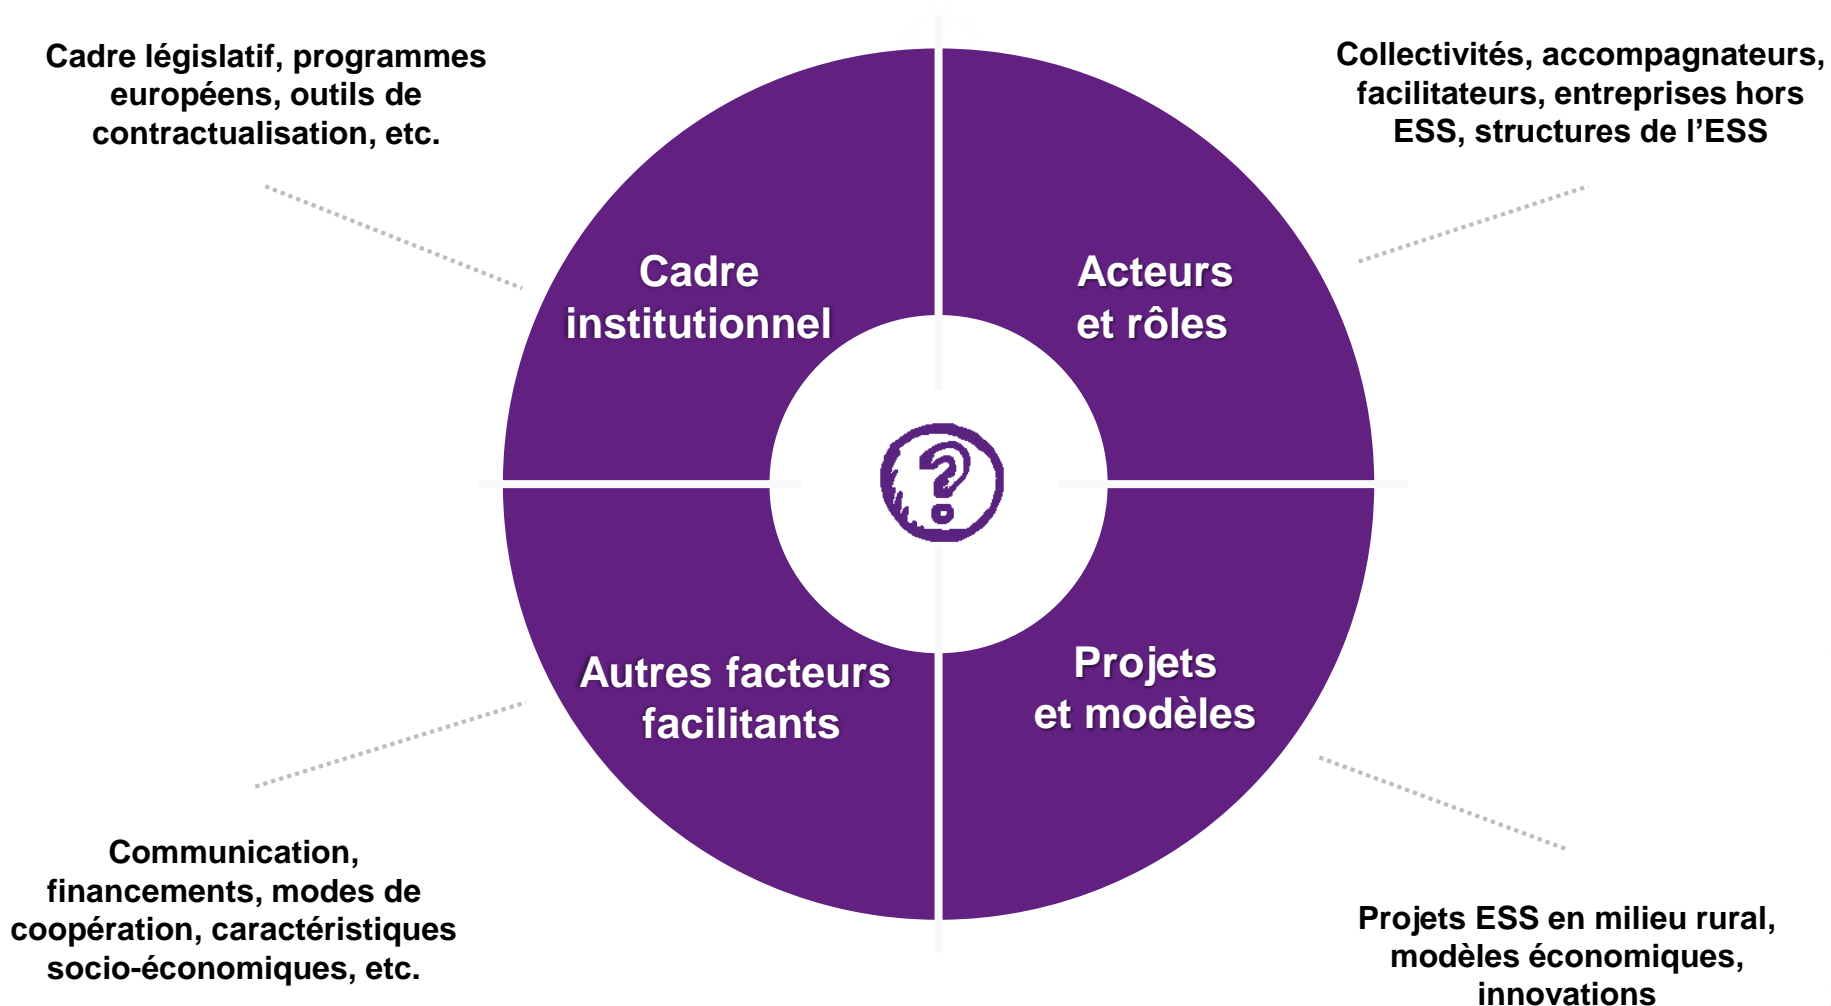 Cadre législatif, programmes
européens, outils de
contractualisation, etc.
Collectivités, accompagnateurs,
facilitateurs, entreprises hors
ESS, structures de l’ESS
Cadre
institutionnel
Acteurs
et rôles
?
Autres facteurs
facilitants
Projets
et modèles
Communication,
financements, modes de
coopération, caractéristiques
socio-économiques, etc.
Projets ESS en milieu rural,
modèles économiques,
innovations